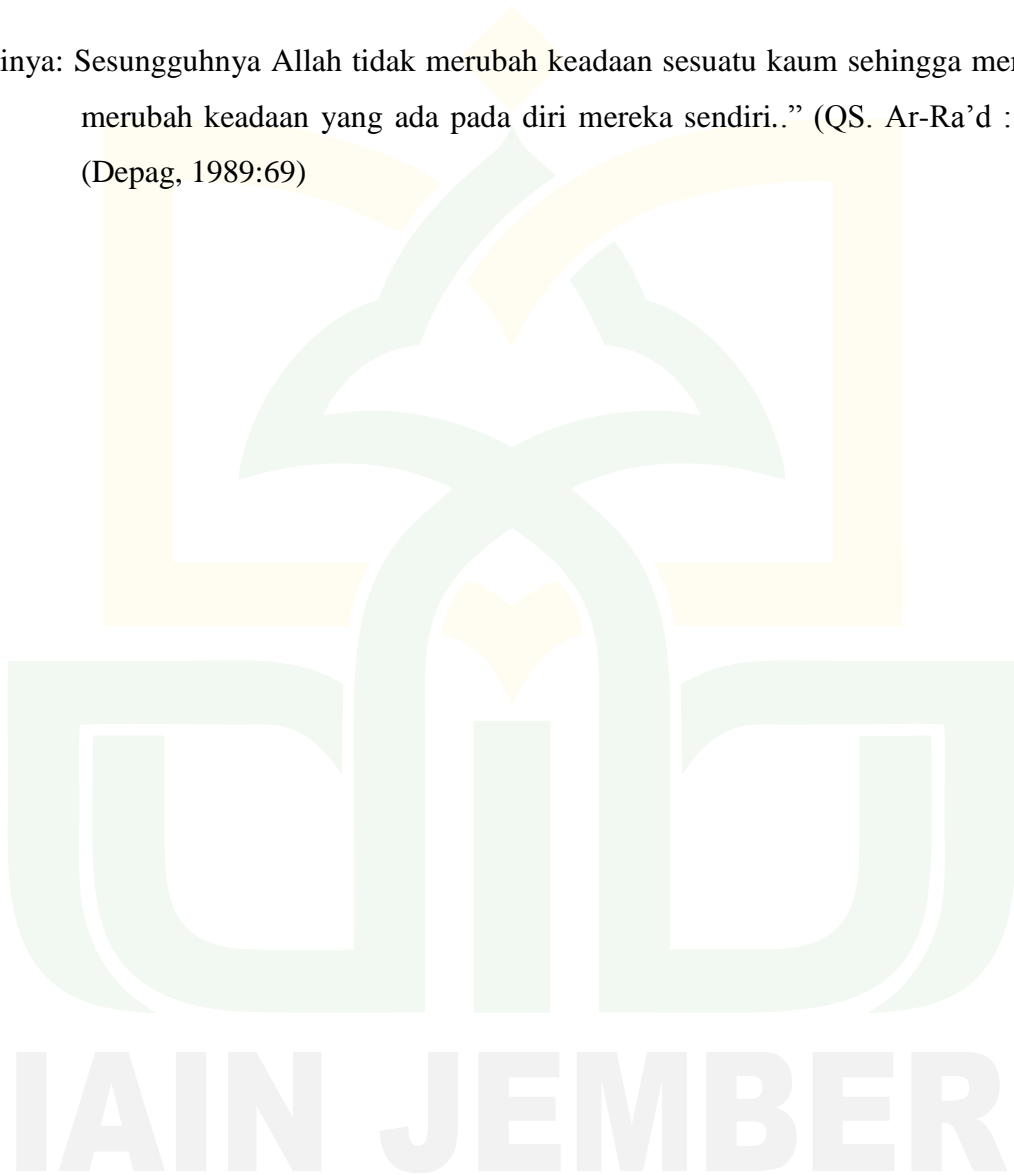 inya: Sesungguhnya Allah tidak merubah keadaan sesuatu kaum sehingga
merubah keadaan yang ada pada diri mereka sendiri..” (QS. Ar-Ra’d :
(Depag, 1989:69)
IAIN JEMBER